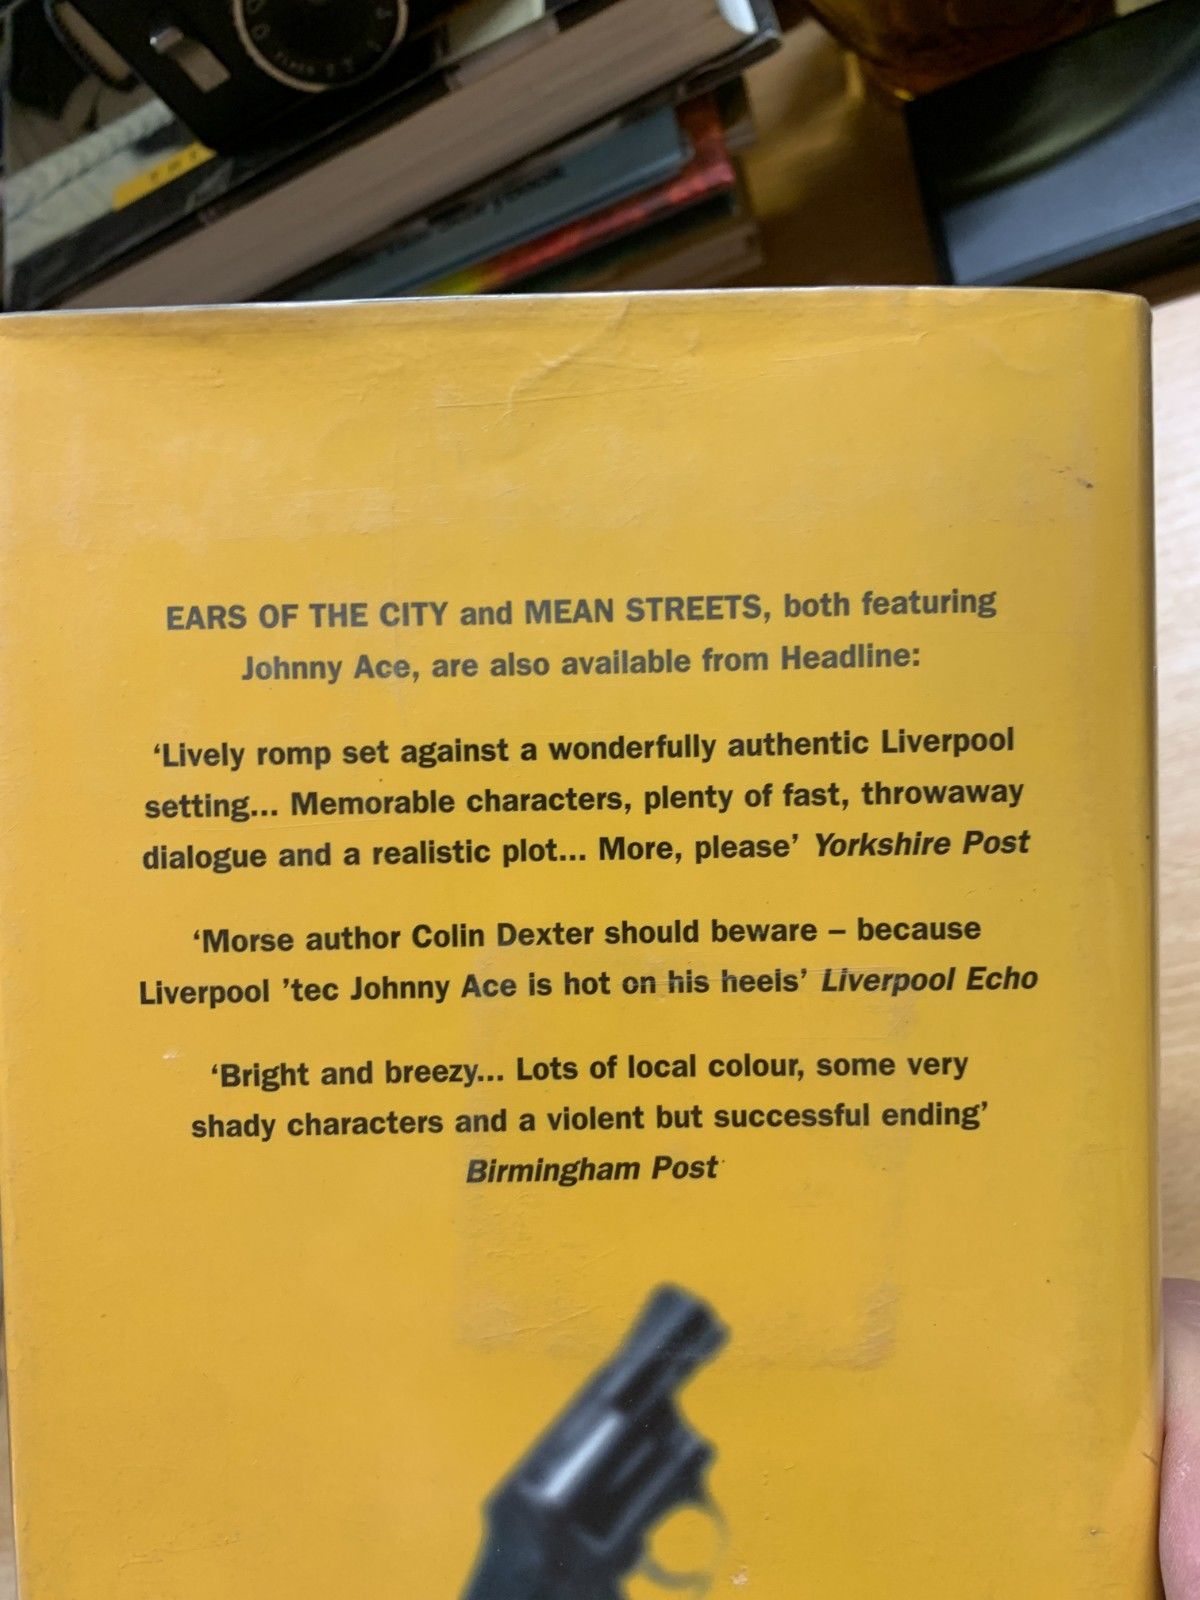 EARS OF THE CITY and MEAN STREETS, both featuring
Johnny Ace, are also available from Headline:
‘Lively romp set against a wonderfully authentic Liverpool
setting... Memorable characters, plenty of fast, throwaway
dialogue and a realistic plot... More, please’ Yorkshire Post
‘Morse author Colin Dexter should beware – because
Liverpool ’tec Johnny Ace is hot on his heels’ Liverpool Echo
‘Bright and breezy... Lots of local colour, some very
shady characters and a violent but successful ending’
Birmingham Post